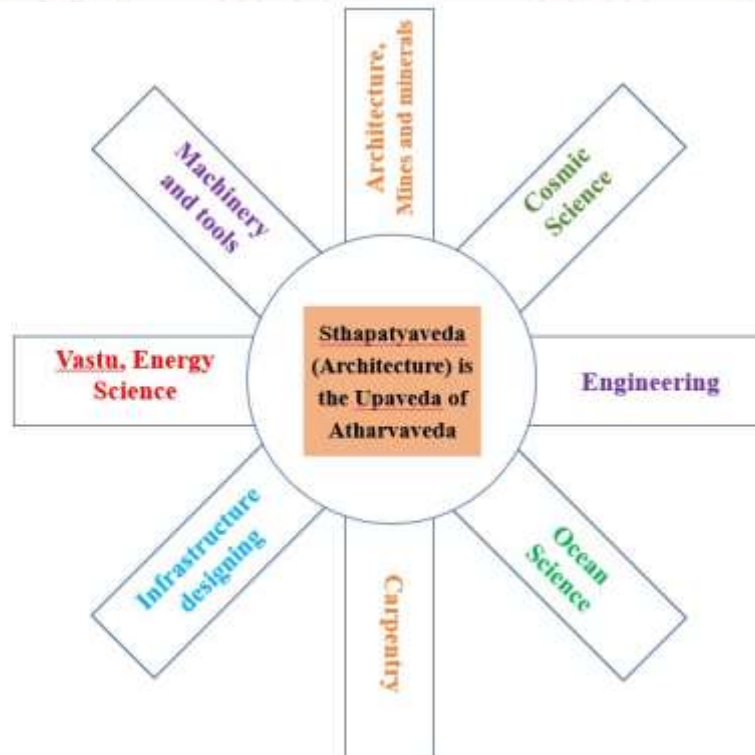 Architecture,
Mines and minerals
Cosmic
Science
Engineering
Ocean
Science
Carpentry
Infrastructure
designing
Vastu, Energy
Science
Machinery
and tools
Sthapatyaveda
(Architecture) is
the Upaveda of
Atharvaveda